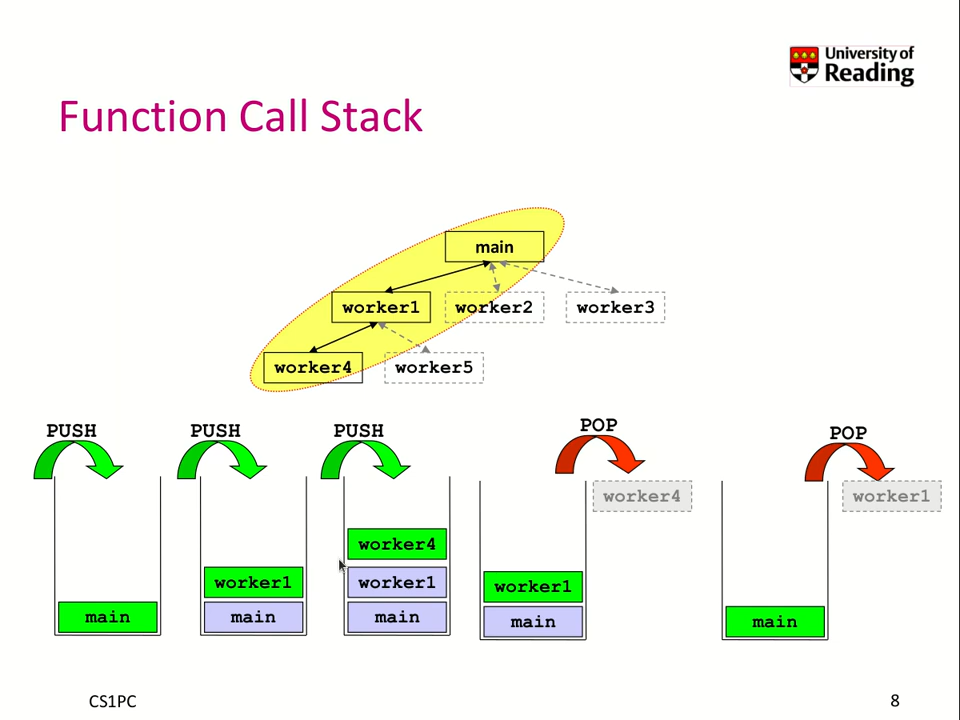 University of
Reading
Function Call Stack
main
worker1
worker2
worker3
worker4
worker5
PUSH
PUSH
PUSH
POP
POP
worker4
worker1
worker4
worker1
worker1
worker1
main
main
main
main
main
CS1PC
8